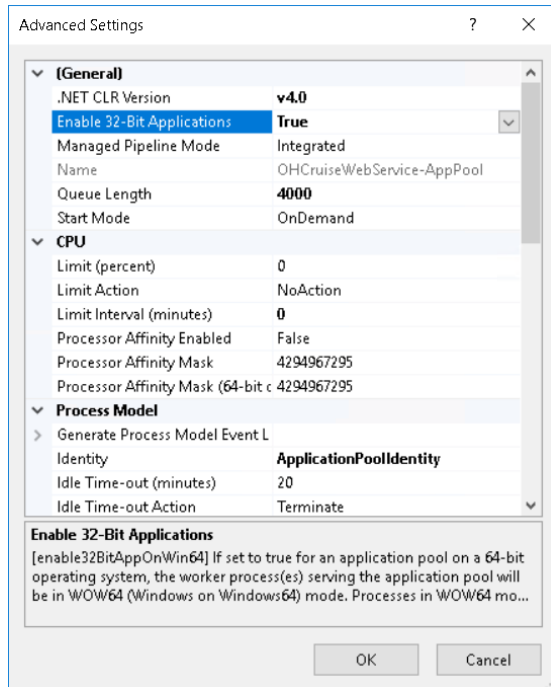 Advanced Settings ? ×
(General)
.NET CLR Version v4.0
Enable 32-Bit Applications True
Managed Pipeline Mode Integrated
Name OHCruiseWebService-AppPool
Queue Length 4000
Start Mode OnDemand
CPU
Limit (percent) 0
Limit Action NoAction
Limit Interval (minutes) 0
Processor Affinity Enabled False
Processor Affinity Mask 4294967295
Processor Affinity Mask (64-bit c 4294967295
Process Model
Generate Process Model Event L
Identity ApplicationPoolIdentity
Idle Time-out (minutes) 20
Idle Time-out Action Terminate
Enable 32-Bit Applications
[enable32BitAppOnWin64] If set to true for an application pool on a 64-bit
operating system, the worker process(es) serving the application pool will
be in WOW64 (Windows on Windows64) mode. Processes in WOW64 mo...
OK Cancel